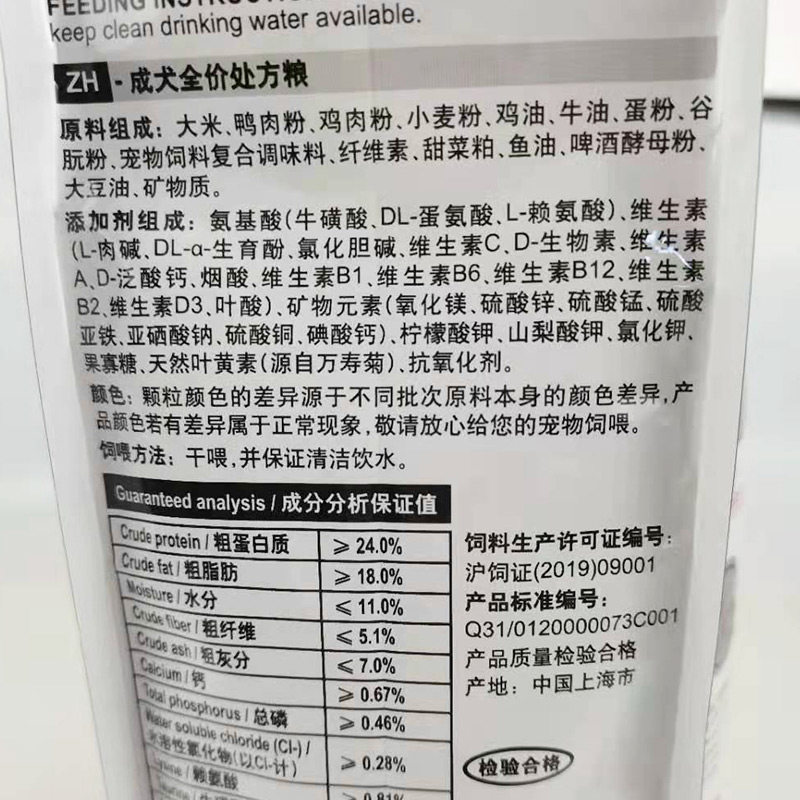 FEEDING
keep clean drinking water available.
ZH - 成犬全价处方粮
原料组成：大米、鸭肉粉、鸡肉粉、小麦粉、鸡油、牛油、蛋粉、谷
朊粉、宠物饲料复合调味料、纤维素、甜菜粕、鱼油、啤酒酵母粉、
大豆油、矿物质。
添加剂组成：氨基酸(牛磺酸、DL-蛋氨酸、L-赖氨酸)、维生素
(L-肉碱、DL-α-生育酚、氯化胆碱、维生素C、D-生物素、维生素
A、D-泛酸钙、烟酸、维生素B1、维生素B6、维生素B12、维生素
B2、维生素D3、叶酸)、矿物元素(氧化镁、硫酸锌、硫酸锰、硫酸
亚铁、亚硒酸钠、硫酸铜、碘酸钙)、柠檬酸钾、山梨酸钾、氯化钾、
果寡糖、天然叶黄素(源自万寿菊)、抗氧化剂。
颜色：颗粒颜色的差异源于不同批次原料本身的颜色差异,产
品颜色若有差异属于正常现象,敬请放心给您的宠物饲喂。
饲喂方法：干喂,并保证清洁饮水。
Guaranteed analysis / 成分分析保证值
Crude protein / 粗蛋白质 ≥ 24.0%
Crude fat / 粗脂肪 ≥ 18.0%
Moisture / 水分 ≤ 11.0%
Crude fiber / 粗纤维 ≤ 5.1%
Crude ash / 粗灰分 ≤ 7.0%
Calcium / 钙 ≥ 0.67%
Total phosphorus / 总磷 ≥ 0.46%
Water soluble chloride (Cl-) /
水溶性氯化物(以Cl-计) ≥ 0.28%
Lysine / 赖氨酸 ≥ 0.81%
饲料生产许可证编号：
沪饲证(2019)09001
产品标准编号：
Q31/0120000073C001
产品质量检验合格
产地：中国上海市
检验合格